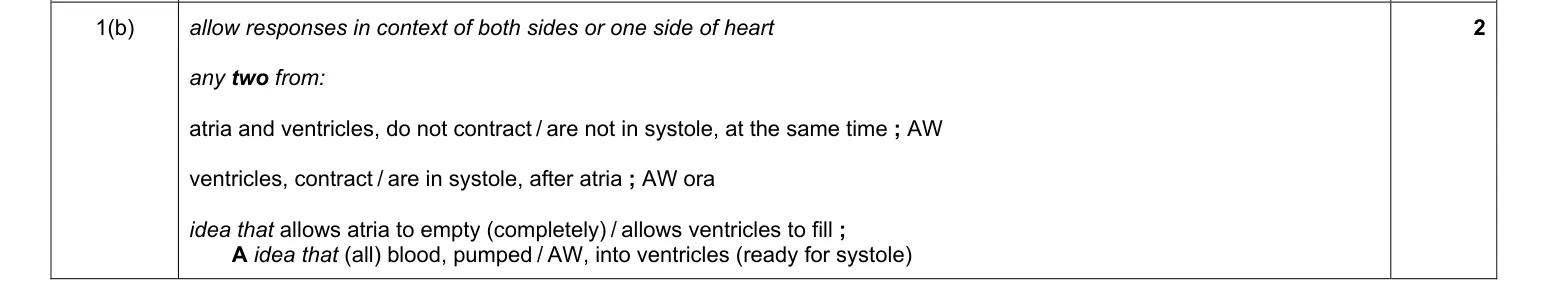 1(b) allow responses in context of both sides or one side of heart 2
any two from:
atria and ventricles, do not contract / are not in systole, at the same time ; AW
ventricles, contract / are in systole, after atria ; AW ora
idea that allows atria to empty (completely) / allows ventricles to fill ;
A idea that (all) blood, pumped / AW, into ventricles (ready for systole)